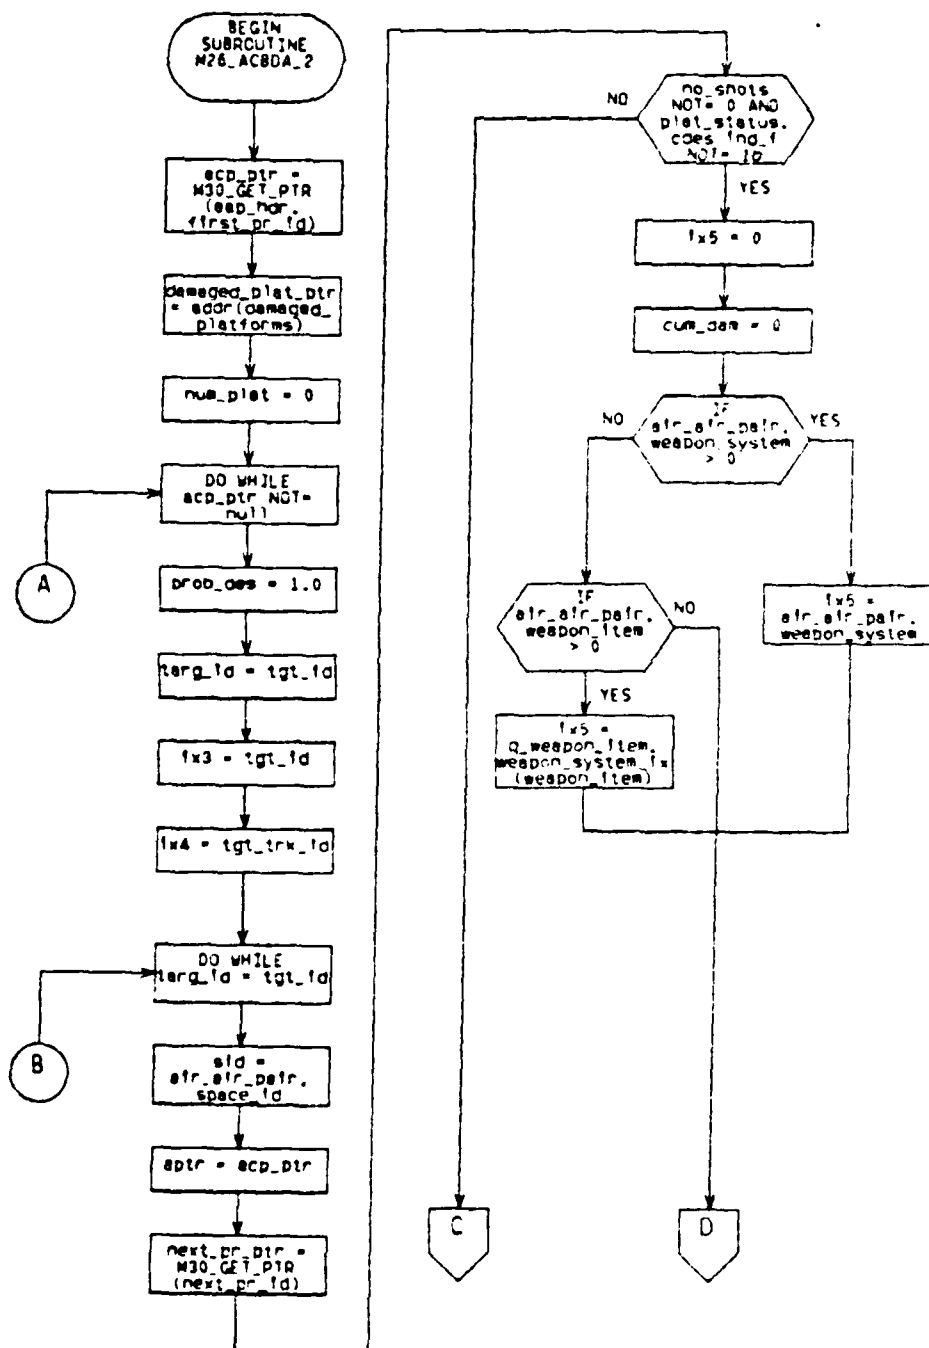 BEGIN
SUBROUTINE
M26_ACBDA_2
acp_ptr =
M30_GET_PTR
(aap_hdr.
first_pr_id)
damaged_plat_ptr
= addr(damaged_
platforms)
num_plat = 0
DO WHILE
acp_ptr NOT=
null
A
prob_des = 1.0
targ_id = tgt_id
ix3 = tgt_id
ix4 = tgt_trk_id
DO WHILE
targ_id = tgt_id
B
sid =
air_air_pair.
space_id
aptr = acp_ptr
next_pr_ptr =
M30_GET_PTR
(next_pr_id)
no_shots
NOT= 0 AND
plat_status.
cdes_ind_f
NOT= 1b
NO
YES
ix5 = 0
cum_dam = 0
IF
air_air_pair.
weapon_system
> 0
NO
YES
IF
air_air_pair.
weapon_item
> 0
NO
YES
ix5 =
air_air_pair.
weapon_system
ix5 =
q_weapon_item.
weapon_system_ix
(weapon_item)
C
D